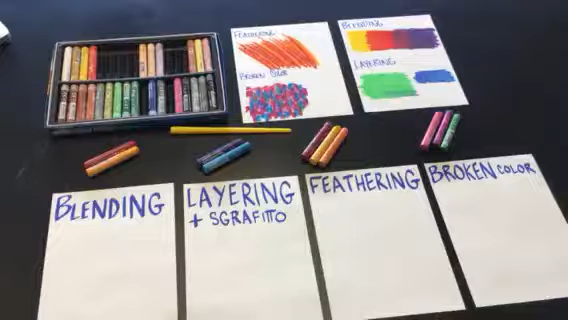 FEATHERING
BROKEN COLOR
BLENDING
LAYERING
BLENDING
LAYERING
+ SGRAFITTO
FEATHERING
BROKEN COLOR